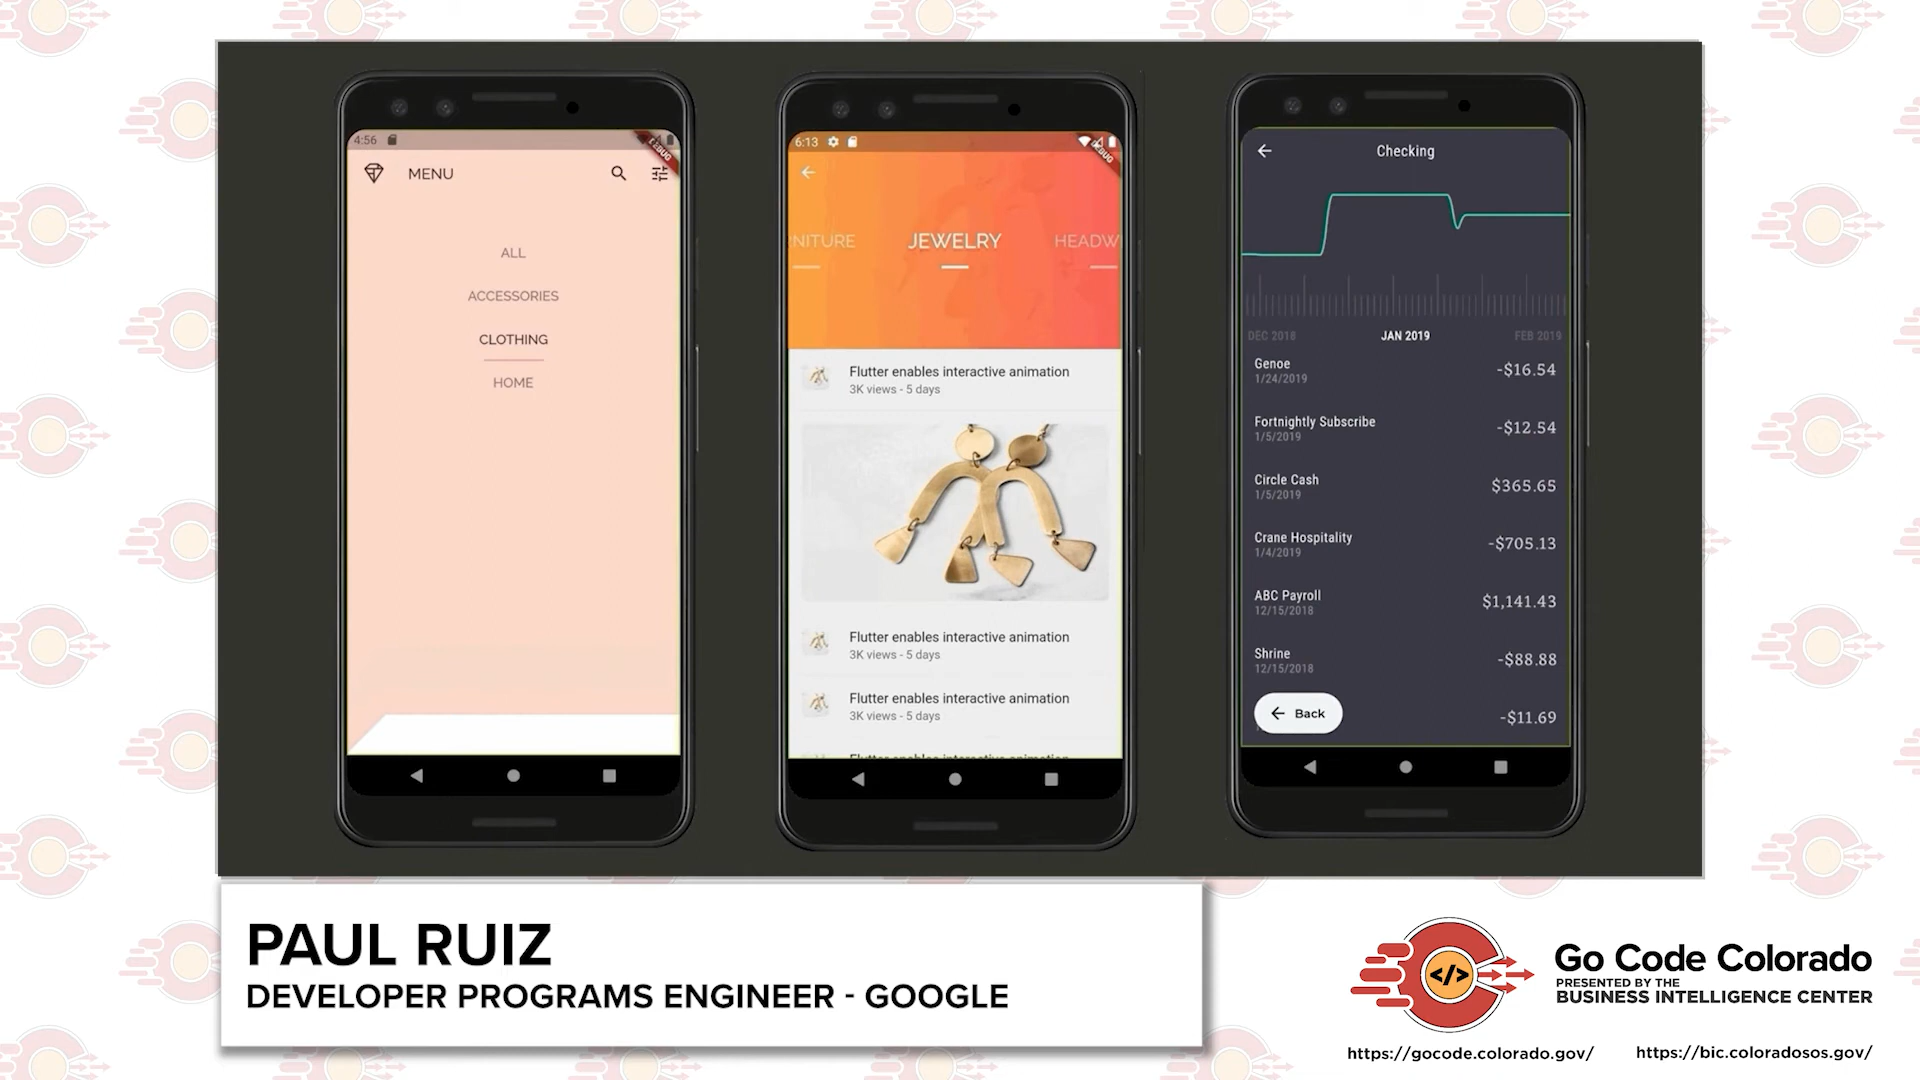 4:56
DEBUG
MENU
ALL
ACCESSORIES
CLOTHING
HOME
6:13
DEBUG
NITURE
JEWELRY
HEADW
Flutter enables interactive animation
3K views - 5 days
Flutter enables interactive animation
3K views - 5 days
Flutter enables interactive animation
3K views - 5 days
Checking
DEC 2018
JAN 2019
FEB 2019
Genoe
-$16.54
1/24/2019
Fortnightly Subscribe
-$12.54
1/5/2019
Circle Cash
$365.65
1/5/2019
Crane Hospitality
-$705.13
1/4/2019
ABC Payroll
$1,141.43
12/15/2018
Shrine
-$88.88
12/15/2018
Back
-$11.69
PAUL RUIZ
DEVELOPER PROGRAMS ENGINEER - GOOGLE
</>
Go Code Colorado
PRESENTED BY THE
BUSINESS INTELLIGENCE CENTER
https://gocode.colorado.gov/
https://bic.coloradosos.gov/